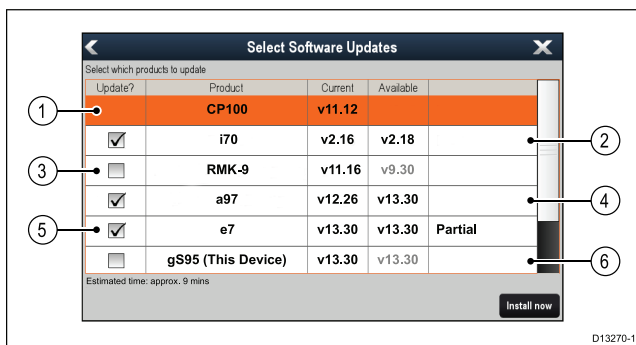 Select Software Updates
Select which products to update
Update? Product Current Available
1 CP100 v11.12
i70 v2.16 v2.18 2
3 RMK-9 v11.16 v9.30
a97 v12.26 v13.30 4
5 e7 v13.30 v13.30 Partial
gS95 (This Device) v13.30 v13.30 6
Estimated time: approx. 9 mins
Install now
D13270-1